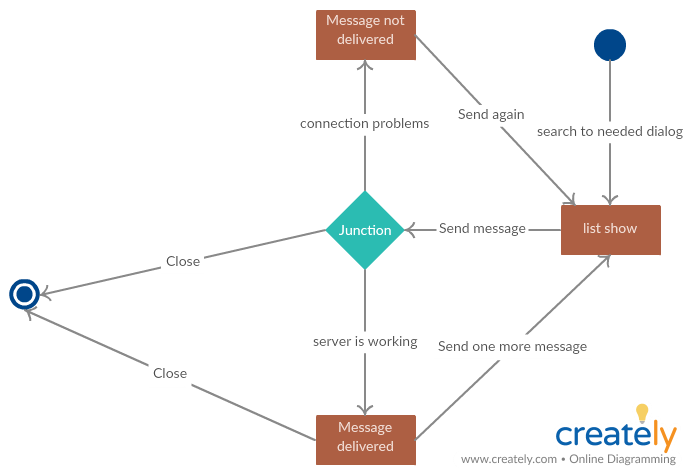 Message not
delivered
Send again
connection problems
search to needed dialog
Junction
Send message
list show
Close
server is working
Send one more message
Close
Message
delivered
creately
www.creately.com • Online Diagramming